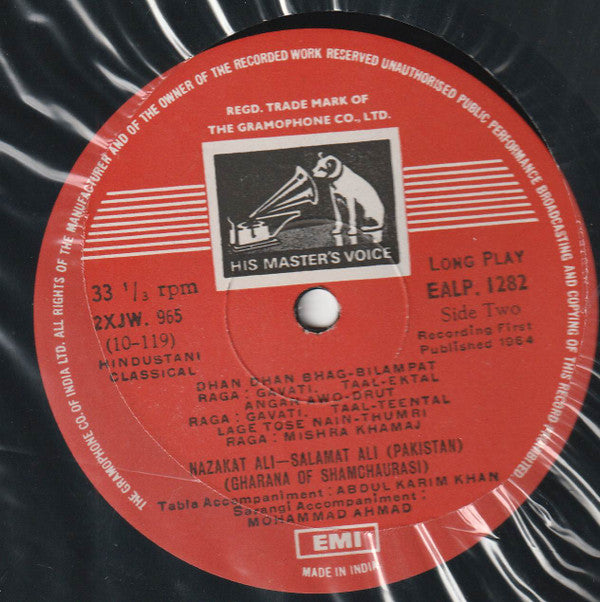 THE GRAMOPHONE CO. OF INDIA LTD. ALL RIGHTS OF THE MANUFACTURER AND OF THE OWNER OF THE RECORDED WORK RESERVED UNAUTHORISED PUBLIC PERFORMANCE BROADCASTING AND COPYING OF THIS RECORD PROHIBITED
REGD. TRADE MARK OF
THE GRAMOPHONE CO., LTD.
HIS MASTER'S VOICE
33 1/3 rpm
2XJW. 965
(10-119)
HINDUSTANI
CLASSICAL
LONG PLAY
EALP. 1282
Side Two
Recording First
Published 1964
DHAN DHAN BHAG-BILAMPAT
RAGA : GAVATI. TAAL-EKTAL
ANGAR AWO-DRUT
RAGA : GAVATI. TAAL-TEENTAL
LAGE TOSE NAIN-THUMRI
RAGA : MISHRA KHAMAJ
NAZAKAT ALI—SALAMAT ALI (PAKISTAN)
(GHARANA OF SHAMCHAURASI)
Tabla Accompaniment : ABDUL KARIM KHAN
Sarangi Accompaniment :
MOHAMMAD AHMAD
EMI
MADE IN INDIA